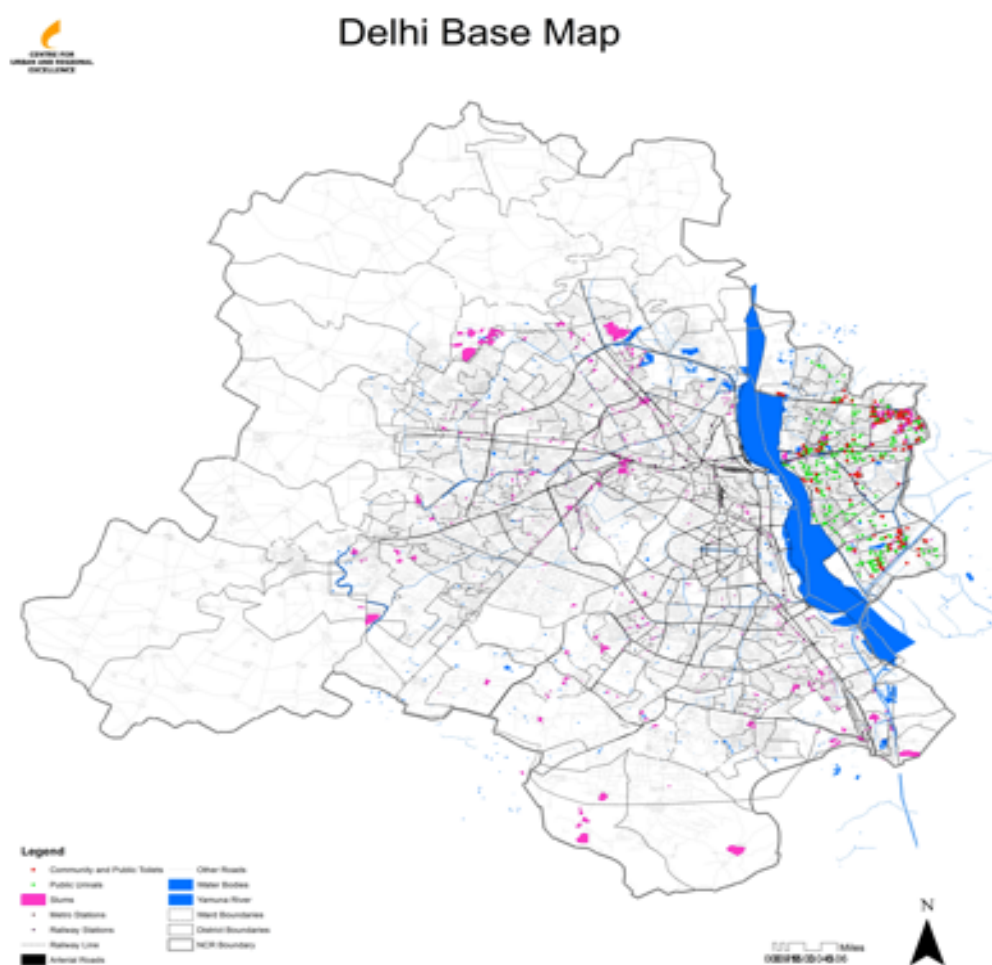 Delhi Base Map
CENTRE FOR
URBAN AND REGIONAL
EXCELLENCE
Legend
Community and Public Toilets
Public Urinals
Slums
Metro Stations
Railway Stations
Railway Line
Arterial Roads
Other Roads
Water Bodies
Yamuna River
Ward Boundaries
District Boundaries
NCR Boundary
Miles
N